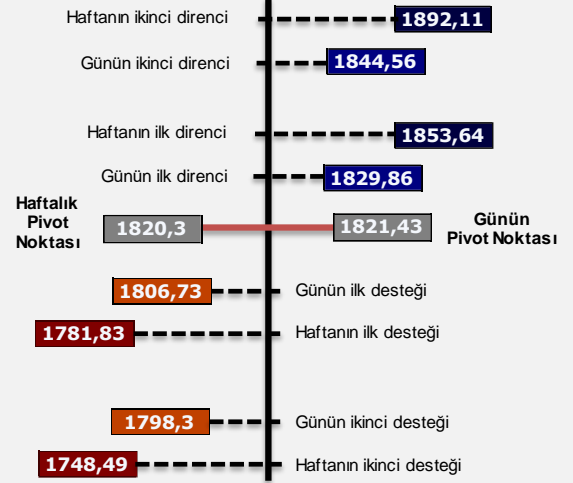 Haftanın ikinci direnci 1892,11
Günün ikinci direnci 1844,56
Haftanın ilk direnci 1853,64
Günün ilk direnci 1829,86
Haftalık
Pivot
Noktası
1820,3
1821,43
Günün
Pivot Noktası
1806,73 Günün ilk desteği
1781,83 Haftanın ilk desteği
1798,3 Günün ikinci desteği
1748,49 Haftanın ikinci desteği